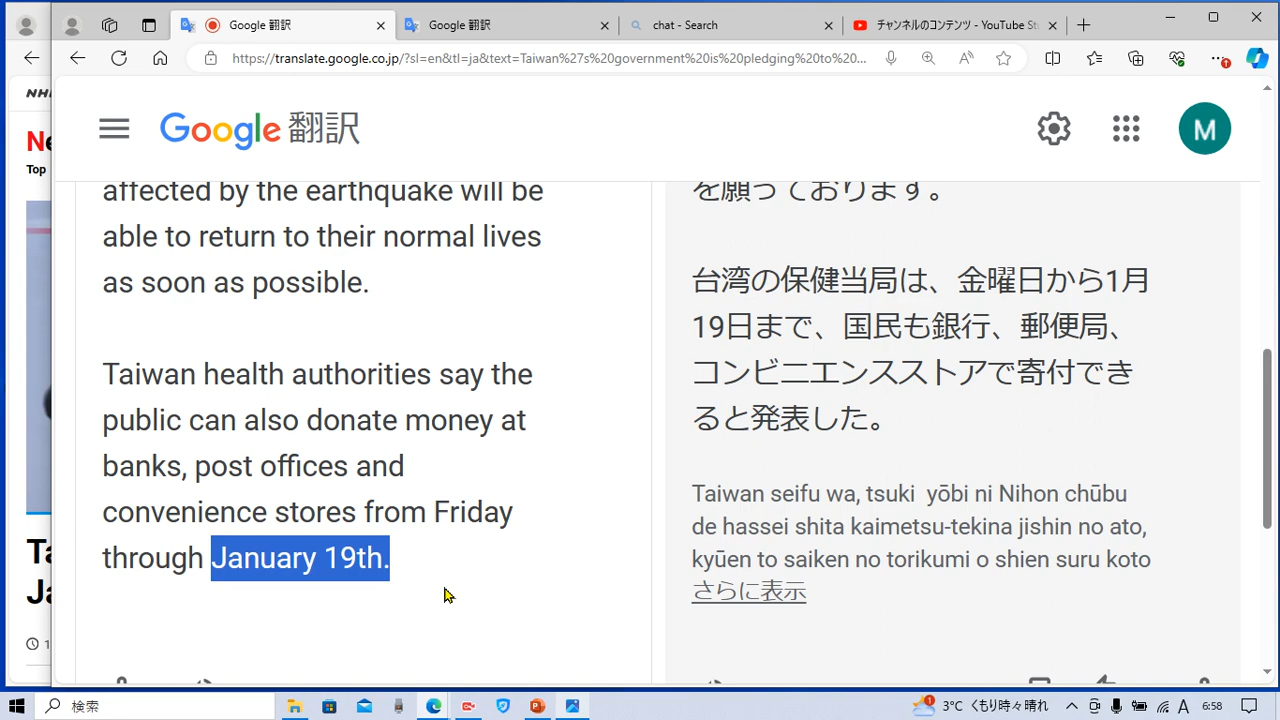 Google 翻訳
Google 翻訳
chat - Search
チャンネルのコンテンツ - YouTube St
https://translate.google.co.jp/?sl=en&tl=ja&text=Taiwan%27s%20government%20is%20pledging%20to%20...
NH
Ne
Top
Google 翻訳
M
affected by the earthquake will be
able to return to their normal lives
as soon as possible.
Taiwan health authorities say the
public can also donate money at
banks, post offices and
convenience stores from Friday
through January 19th.
を願っております。
台湾の保健当局は、金曜日から1月
19日まで、国民も銀行、郵便局、
コンビニエンスストアで寄付でき
ると発表した。
Taiwan seifu wa, tsuki yōbi ni Nihon chūbu
de hassei shita kaimetsu-tekina jishin no ato,
kyūen to saiken no torikumi o shien suru koto
さらに表示
Ta
Ja
1
検索
1
3°C くもり時々晴れ
A
6:58